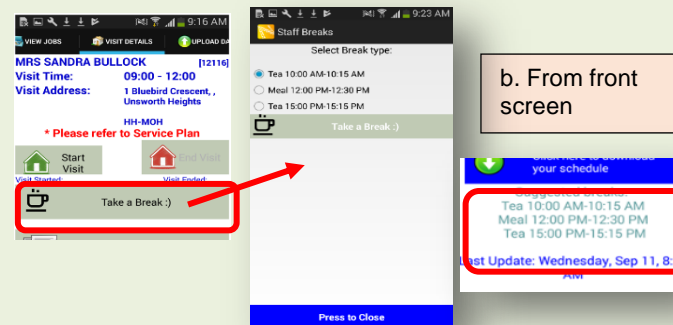 9:16 AM
VIEW JOBS
VISIT DETAILS
UPLOAD DA
MRS SANDRA BULLOCK [12116]
Visit Time: 09:00 - 12:00
Visit Address: 1 Bluebird Crescent, ,
Unsworth Heights
HH-MOH
* Please refer to Service Plan
Start
Visit
End Visit
Visit Started: Visit Ended:
Take a Break :)
9:23 AM
Staff Breaks
Select Break type:
Tea 10:00 AM-10:15 AM
Meal 12:00 PM-12:30 PM
Tea 15:00 PM-15:15 PM
Take a Break :)
Press to Close
b. From front
screen
Click here to download
your schedule
Suggested Breaks:
Tea 10:00 AM-10:15 AM
Meal 12:00 PM-12:30 PM
Tea 15:00 PM-15:15 PM
Last Update: Wednesday, Sep 11, 8:
AM